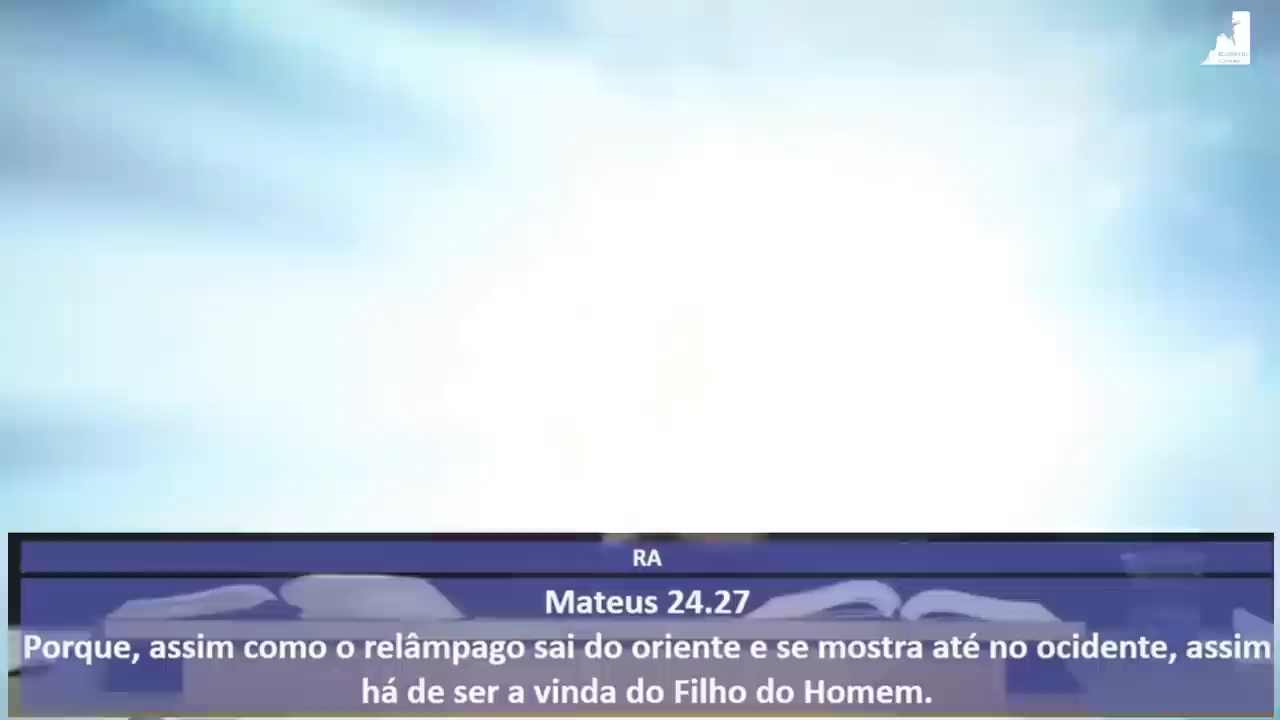 RA
Mateus 24.27
Porque, assim como o relâmpago sai do oriente e se mostra até no ocidente, assim
há de ser a vinda do Filho do Homem.